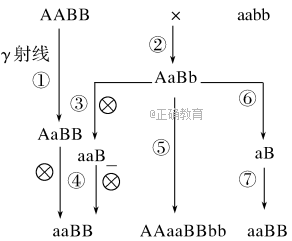 AABB × aabb
γ射线 ②
①
AaBb
③ ⊗ ⑥
@正确教育
AaBB aaB_ ⑤ aB
⊗ ④ ⊗ ⑦
aaBB AAaaBBbb aaBB